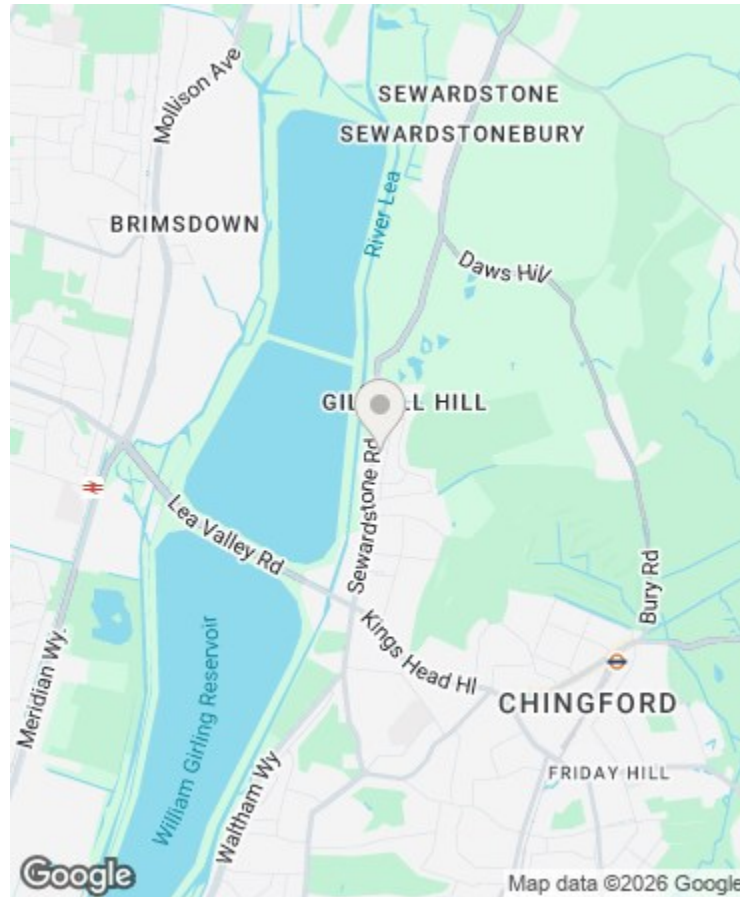 Mollison Ave
SEWARDSTONE
SEWARDSTONEBURY
River Lea
BRIMSDOWN
Daws Hil
HILL
Sewardstone Rd
Lea Valley Rd
Bury Rd
Kings Head Hl
William Girling Reservoir
Meridian Wy
CHINGFORD
FRIDAY HILL
Waltham Wy
Google
Map data ©2026 Google